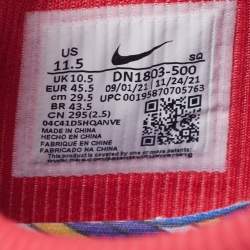 US
11.5
SQ
UK 10.5
DN1803-500
EUR 45.5
09/01/21 11/24/21
cm 29.5
UPC 00195870705763
BR 43.5
CN 295(2.5)
04C41DSHQANVE
MADE IN CHINA
FABRIQUÉ EN CHINE
HECHO EN CHINA
FABRICADO NA CHINA